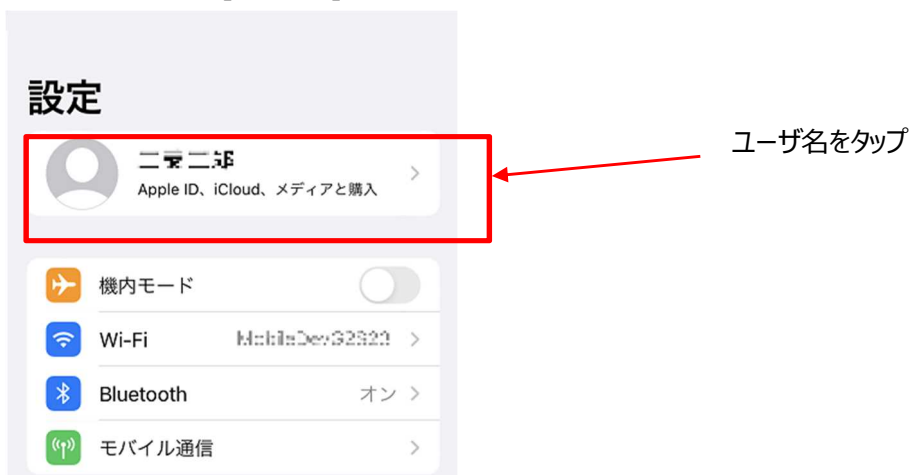 設定
ユーザ名をタップ
Apple ID、iCloud、メディアと購入
機内モード
Wi-Fi
Bluetooth オン
モバイル通信